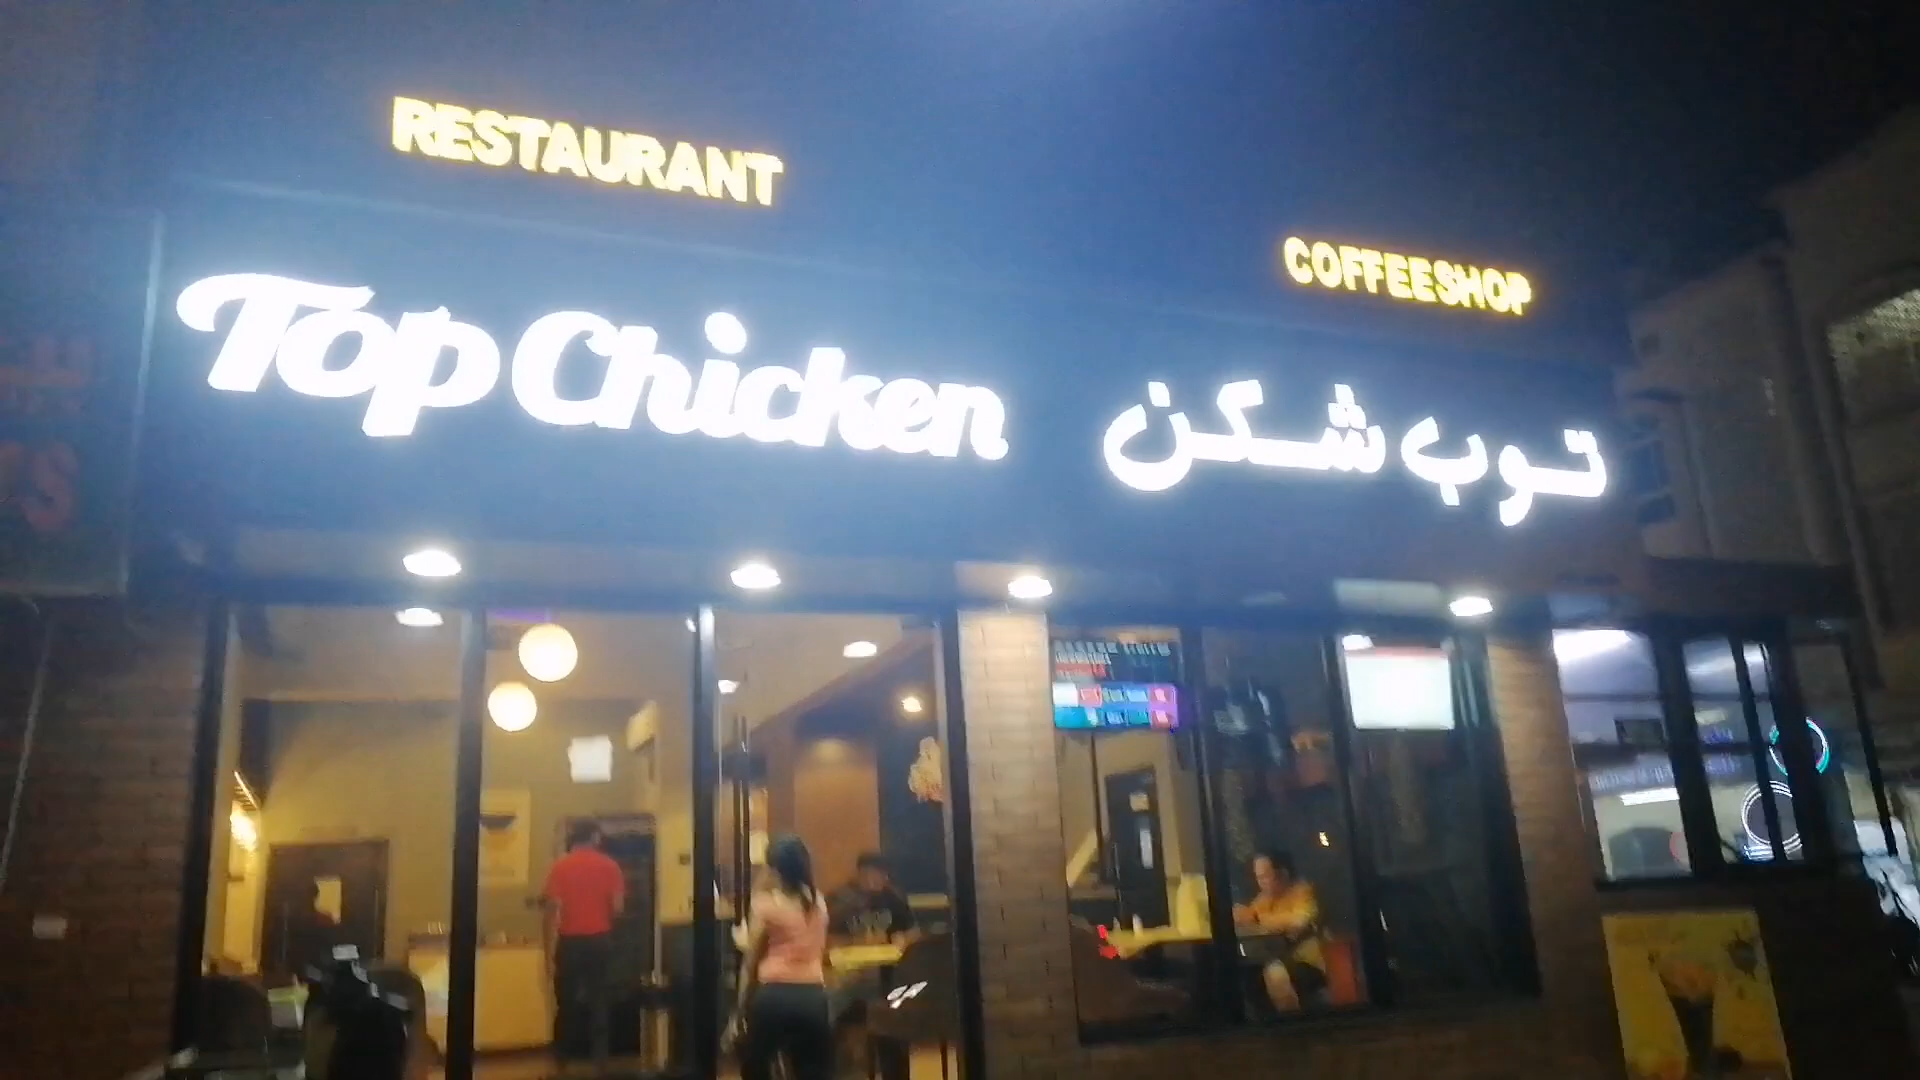 RESTAURANT
COFFEESHOP
Top Chicken
توب شكن